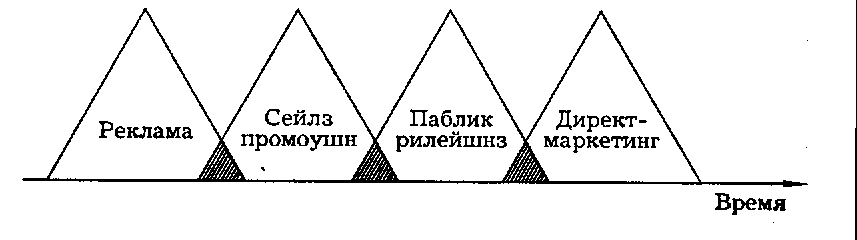 Реклама
Сейлз
промоушн
Паблик
рилейшнз
Директ-
маркетинг
Время